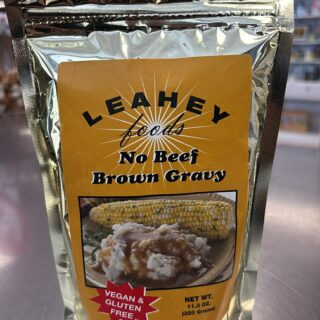 LEAHEY
foods
No Beef
Brown Gravy
VEGAN &
GLUTEN
FREE
NET WT.
11.3 OZ.
(320 Grams)